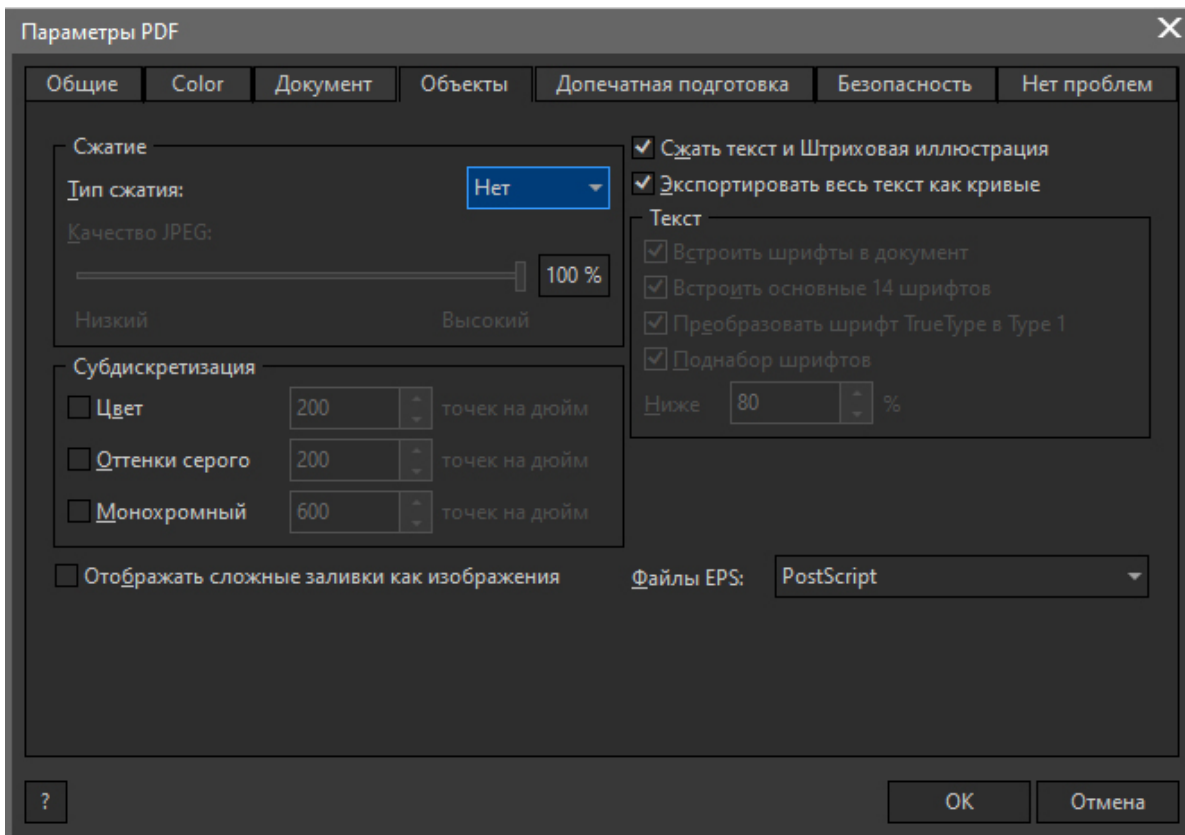 Параметры PDF
Общие Color Документ Объекты Допечатная подготовка Безопасность Нет проблем
Сжатие
Тип сжатия: Нет
Качество JPEG:
100 %
Низкий Высокий
Субдискретизация
Цвет 200 точек на дюйм
Оттенки серого 200 точек на дюйм
Монохромный 600 точек на дюйм
Отображать сложные заливки как изображения
Сжать текст и Штриховая иллюстрация
Экспортировать весь текст как кривые
Текст
Встроить шрифты в документ
Встроить основные 14 шрифтов
Преобразовать шрифт TrueType в Type 1
Поднабор шрифтов
Ниже 80 %
Файлы EPS: PostScript
? OK Отмена